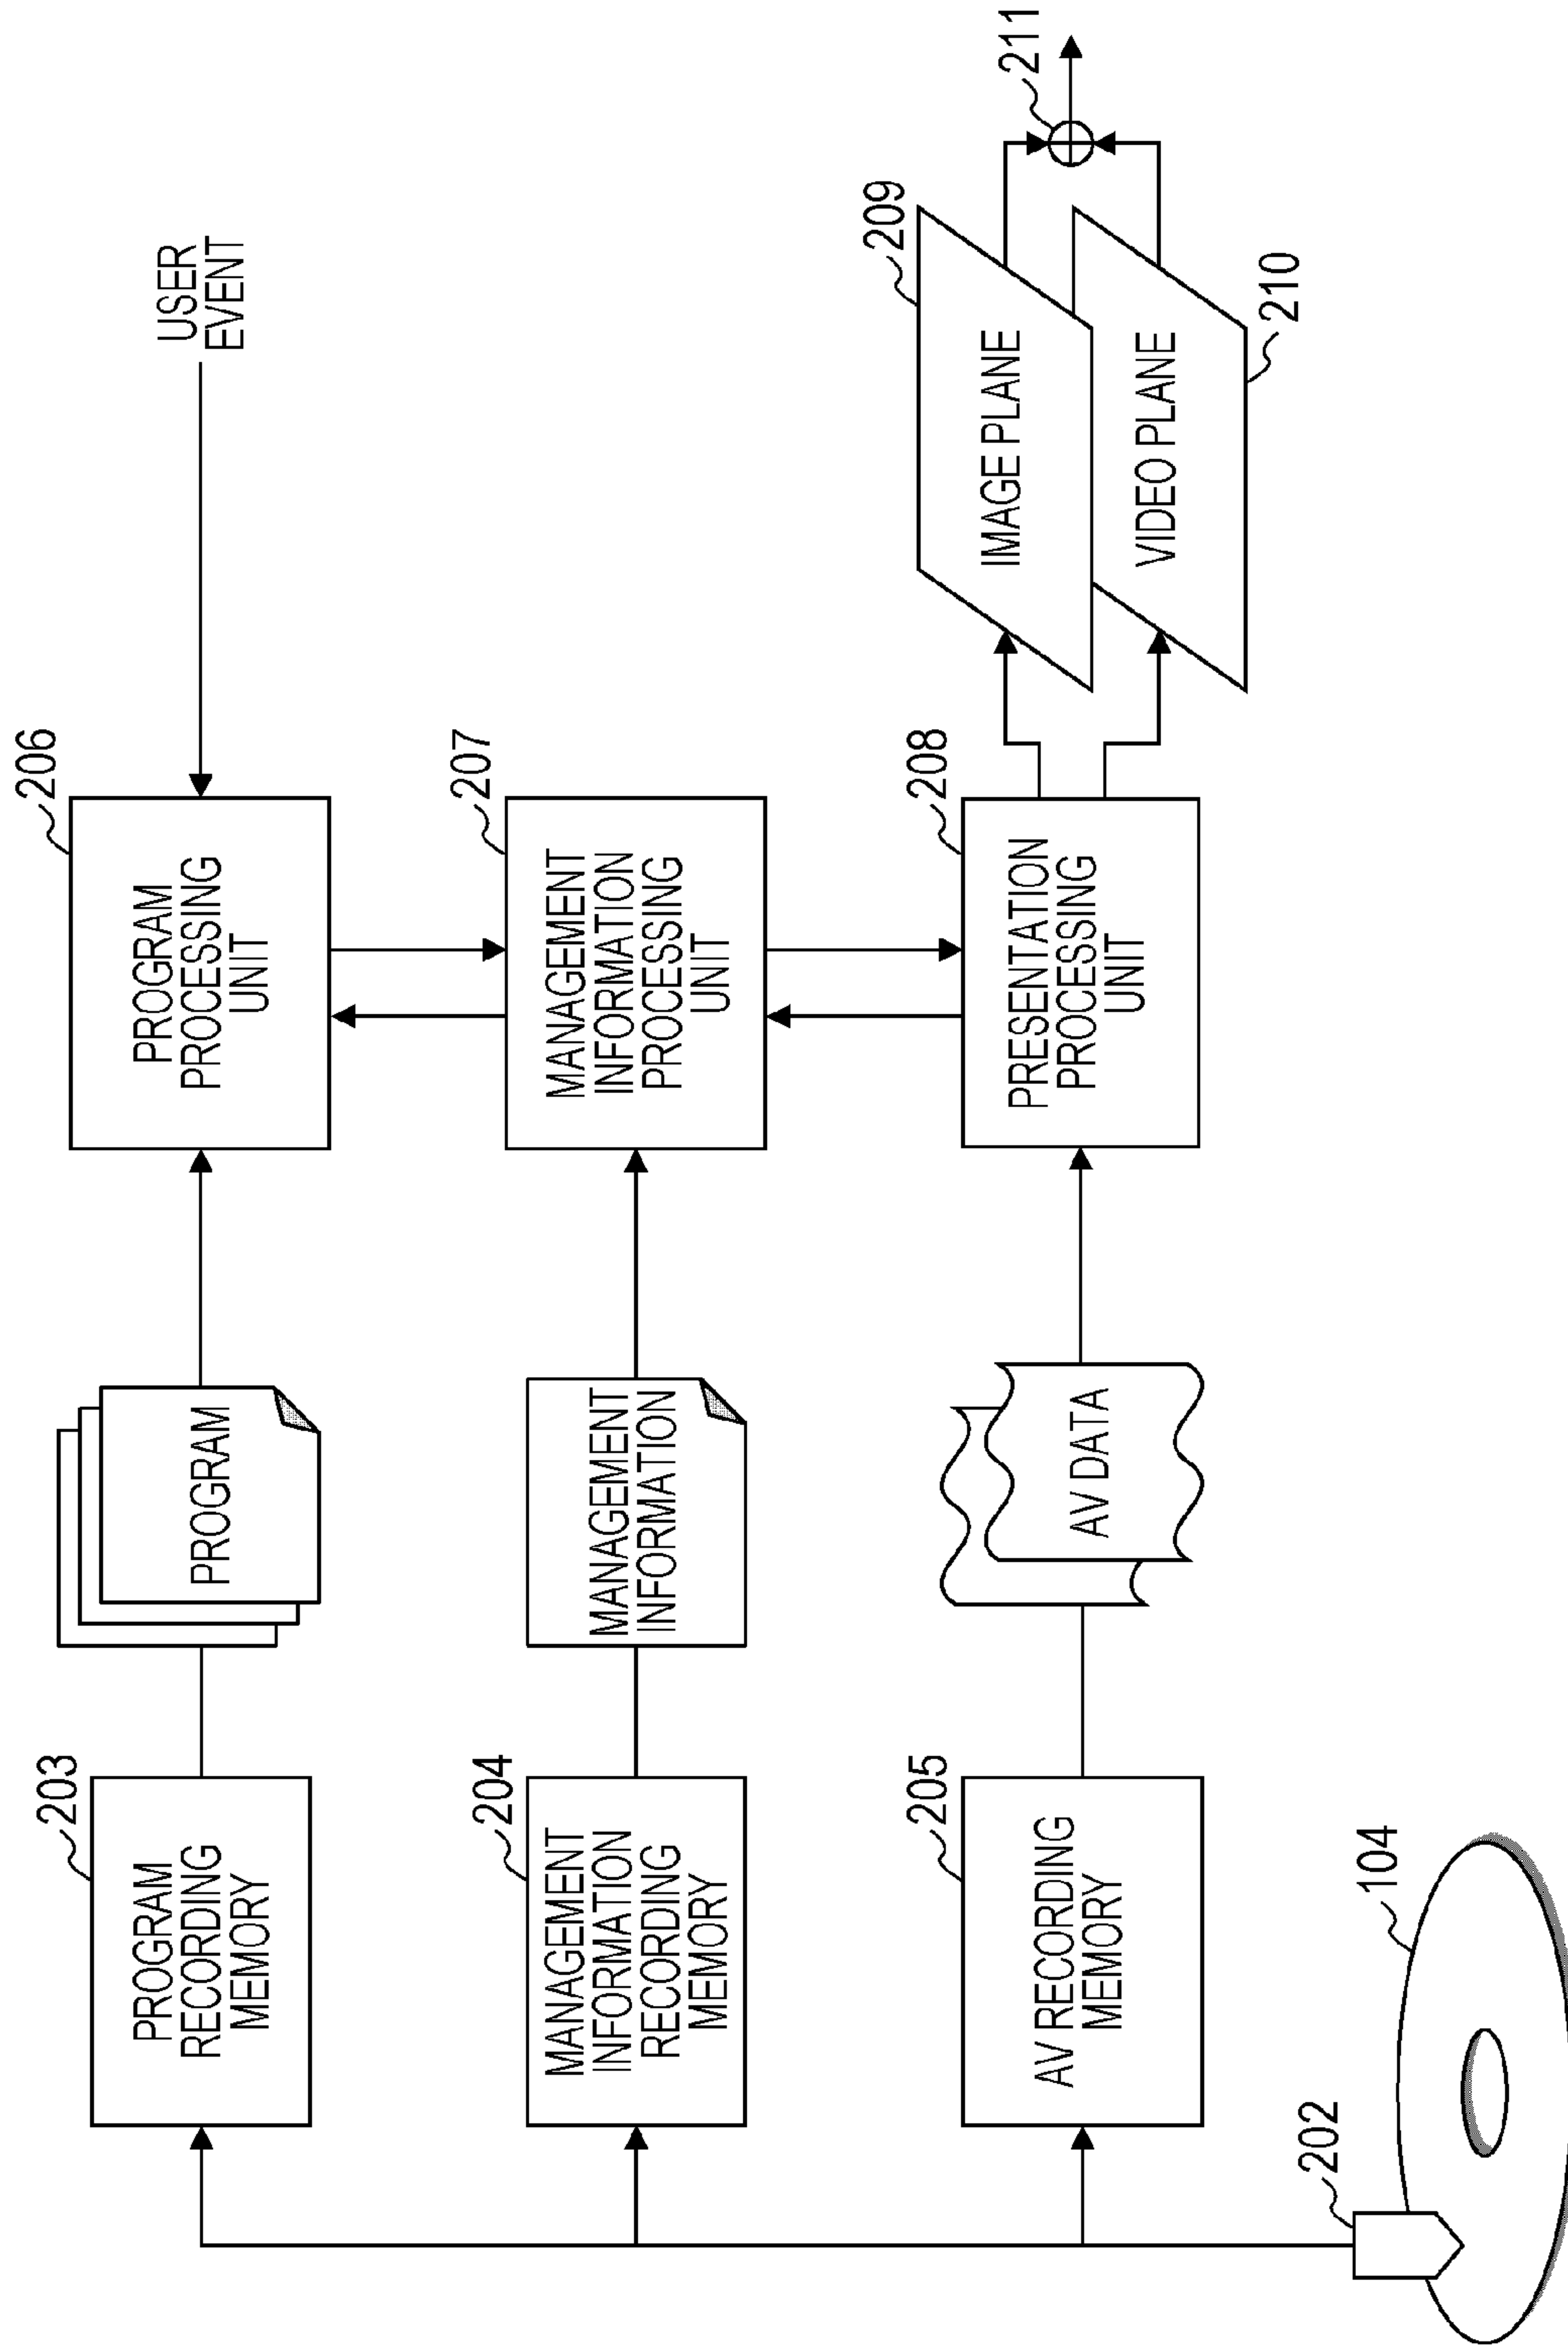 203
PROGRAM
RECORDING
MEMORY
PROGRAM
206
PROGRAM
PROCESSING
UNIT
USER
EVENT
204
MANAGEMENT
INFORMATION
RECORDING
MEMORY
MANAGEMENT
INFORMATION
207
MANAGEMENT
INFORMATION
PROCESSING
UNIT
205
AV RECORDING
MEMORY
AV DATA
208
PRESENTATION
PROCESSING
UNIT
209
IMAGE PLANE
VIDEO PLANE
210
211
202
104